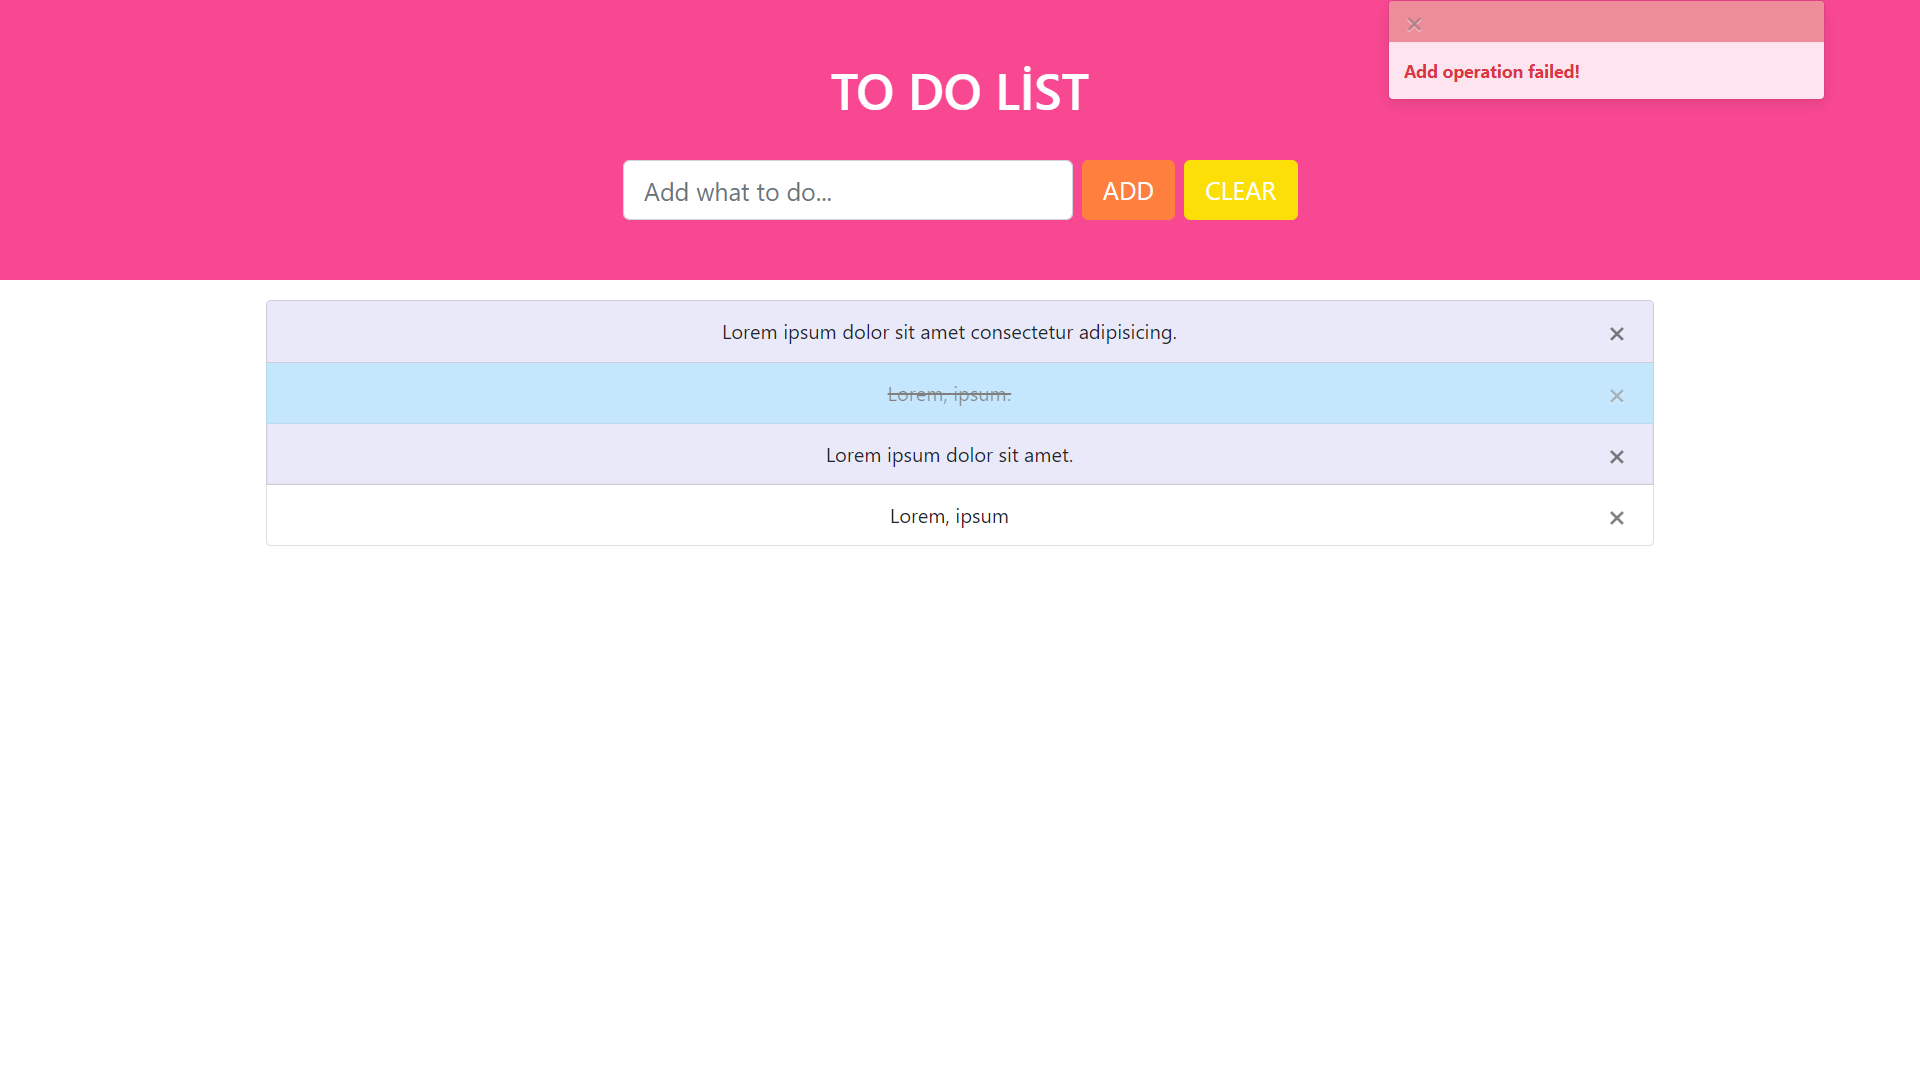 TO DO LİST
Add operation failed!
Add what to do...
ADD
CLEAR
Lorem ipsum dolor sit amet consectetur adipisicing.
Lorem, ipsum.
Lorem ipsum dolor sit amet.
Lorem, ipsum